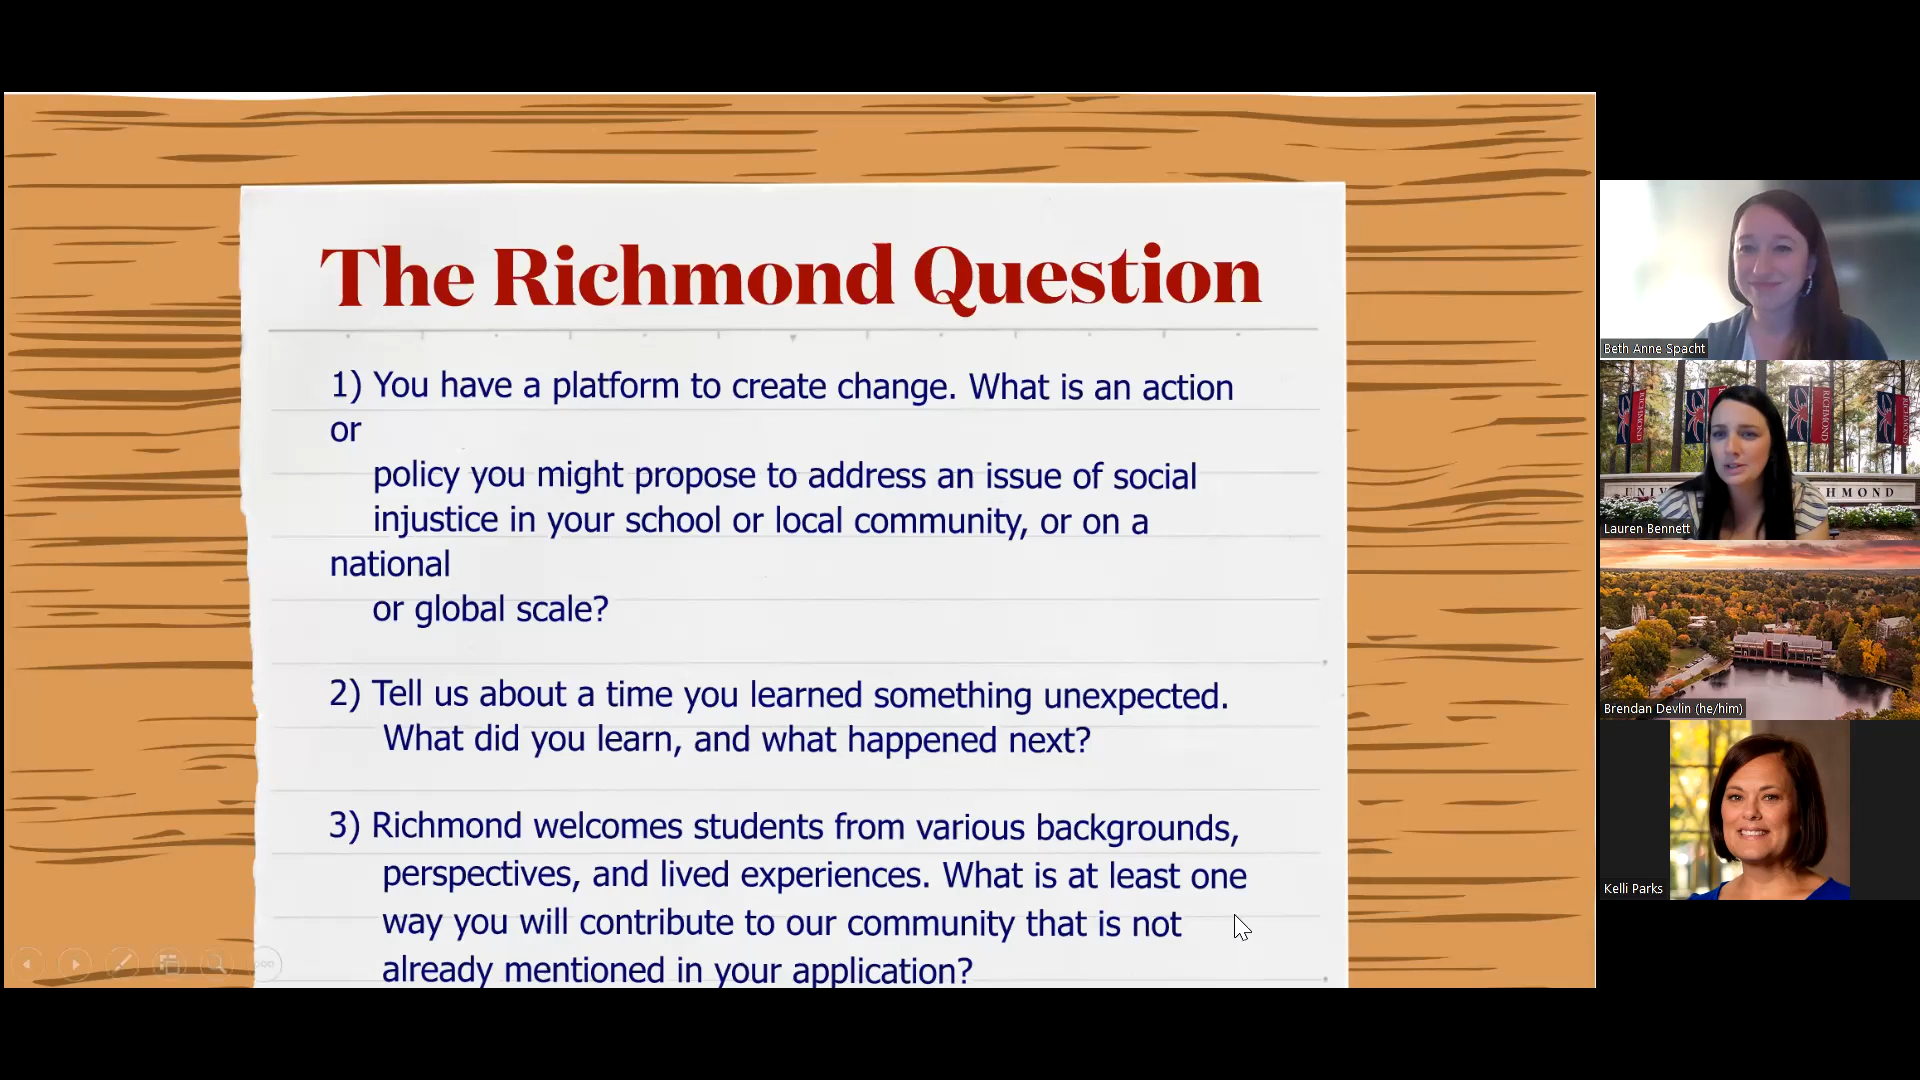 The Richmond Question
1) You have a platform to create change. What is an action
or
policy you might propose to address an issue of social
injustice in your school or local community, or on a
national
or global scale?
2) Tell us about a time you learned something unexpected.
What did you learn, and what happened next?
3) Richmond welcomes students from various backgrounds,
perspectives, and lived experiences. What is at least one
way you will contribute to our community that is not
already mentioned in your application?
Beth Anne Spacht
RICHMOND
RICHMOND
UNIV HMOND
Lauren Bennett
Brendan Devlin (he/him)
Kelli Parks